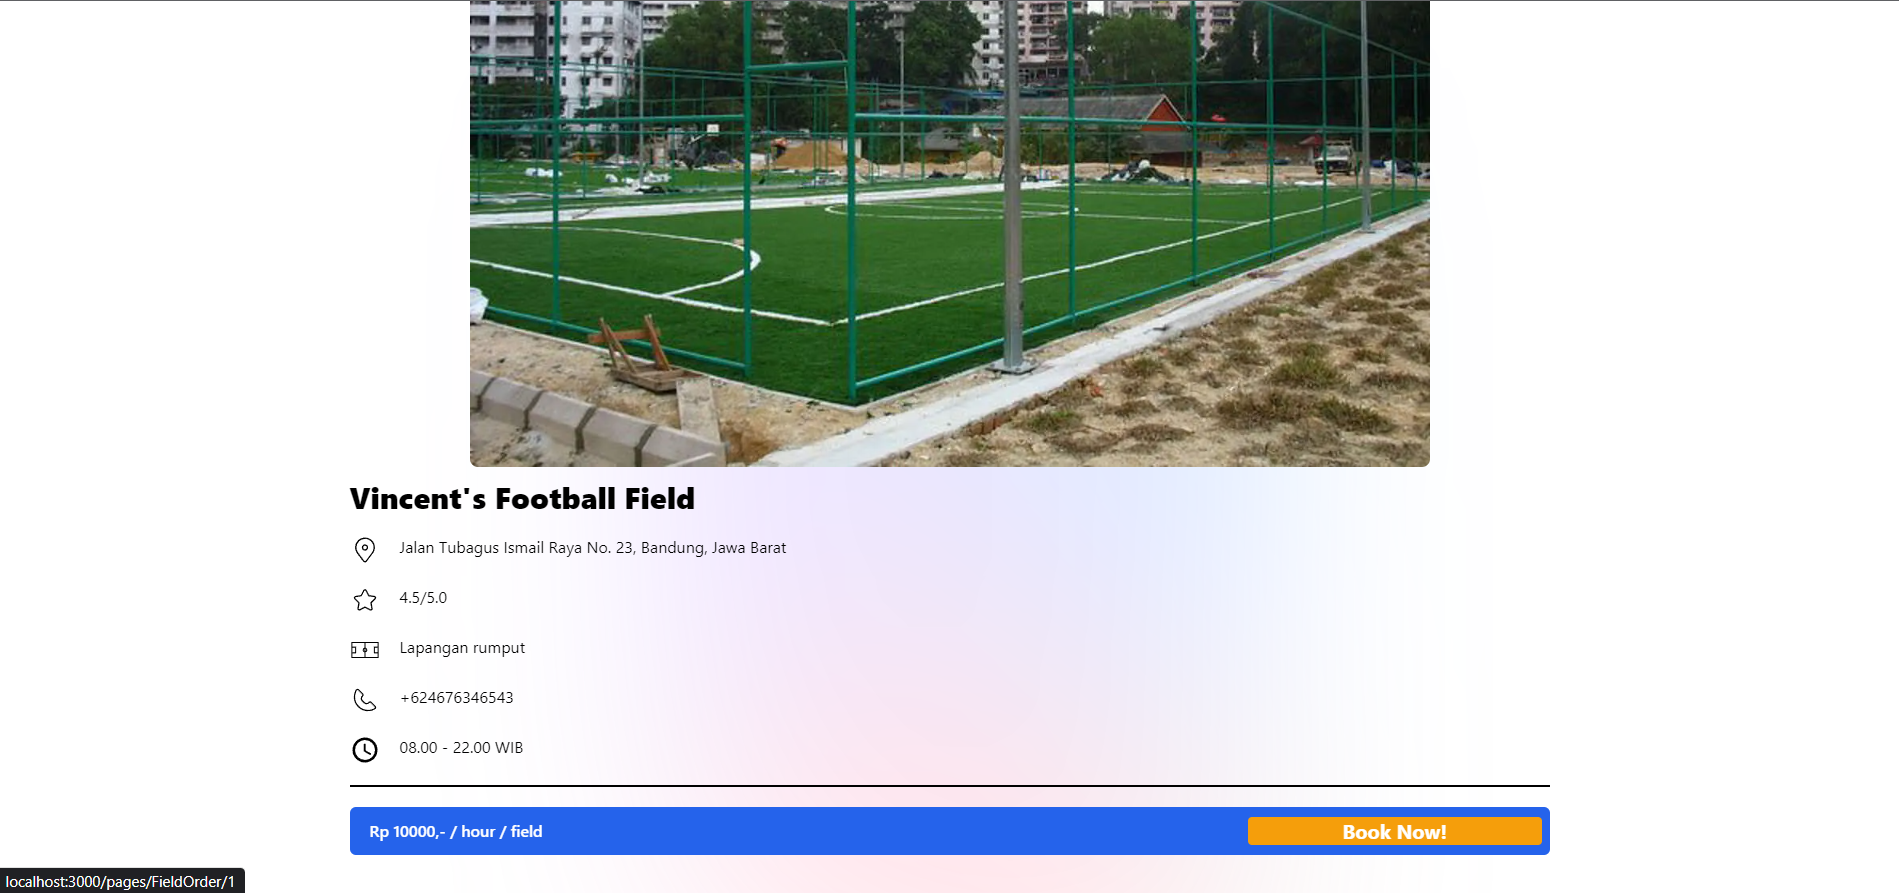 Vincent's Football Field
Jalan Tubagus Ismail Raya No. 23, Bandung, Jawa Barat
4.5/5.0
Lapangan rumput
+624676346543
08.00 - 22.00 WIB
Rp 10000,- / hour / field
Book Now!
localhost:3000/pages/FieldOrder/1